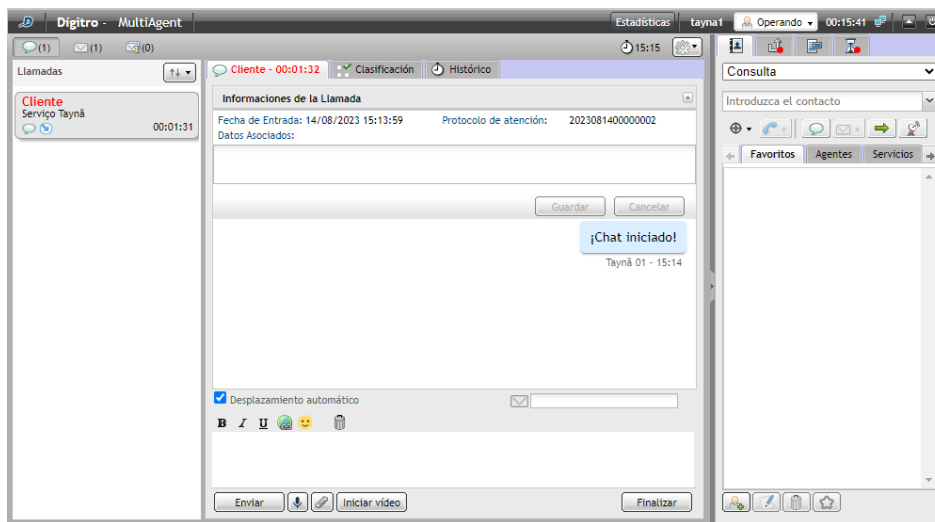 Dígitro - MultiAgent
Estadísticas
tayna1
Operando
00:15:41
(1)
(1)
(0)
15:15
Llamadas
Cliente
Serviço Taynã
00:01:31
Cliente - 00:01:32
Clasificación
Histórico
Informaciones de la Llamada
Fecha de Entrada: 14/08/2023 15:13:59
Protocolo de atención: 2023081400000002
Datos Asociados:
Guardar
Cancelar
¡Chat iniciado!
Taynã 01 - 15:14
Desplazamiento automático
B I U
Enviar
Iniciar vídeo
Finalizar
Consulta
Introduzca el contacto
Favoritos
Agentes
Servicios